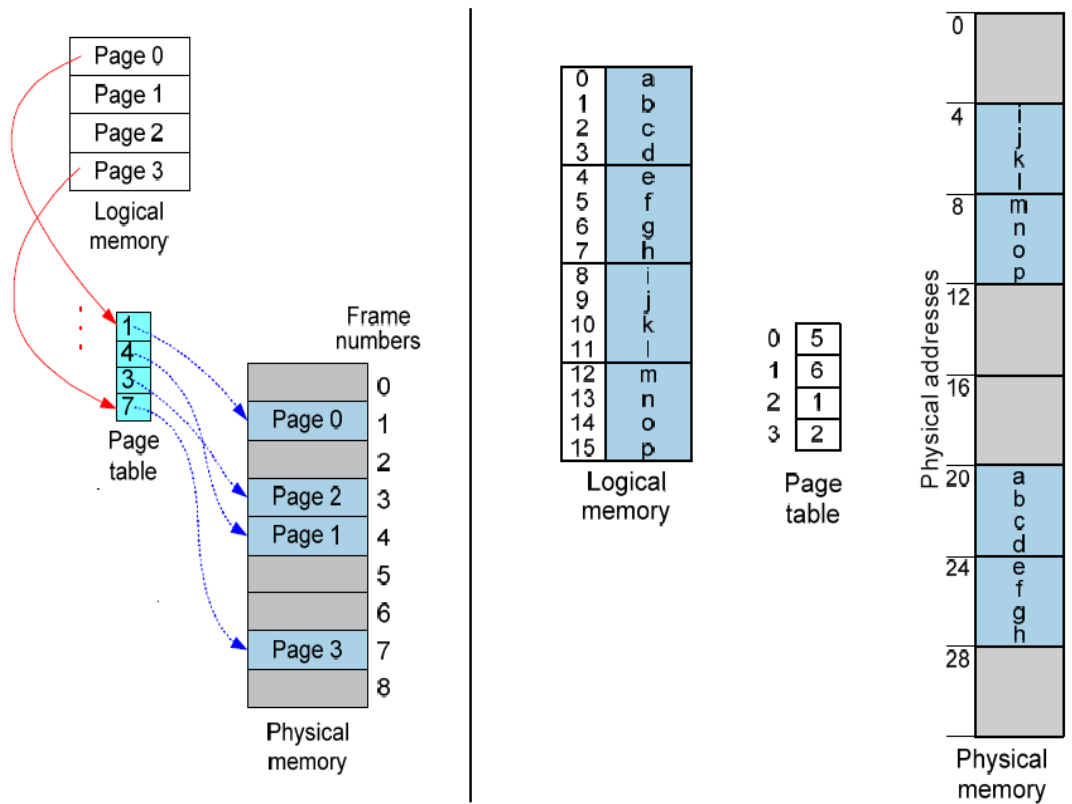 Page 0
Page 1
Page 2
Page 3
Logical
memory
1
4
3
7
Page
table
Frame
numbers
0
Page 0 1
2
Page 2 3
Page 1 4
5
6
Page 3 7
8
Physical
memory
0 a
1 b
2 c
3 d
4 e
5 f
6 g
7 h
8 i
9 j
10 k
11 l
12 m
13 n
14 o
15 p
Logical
memory
0 5
1 6
2 1
3 2
Page
table
Physical addresses
0
4 i
j
k
l
8 m
n
o
p
12
16
20 a
b
c
d
24 e
f
g
h
28
Physical
memory